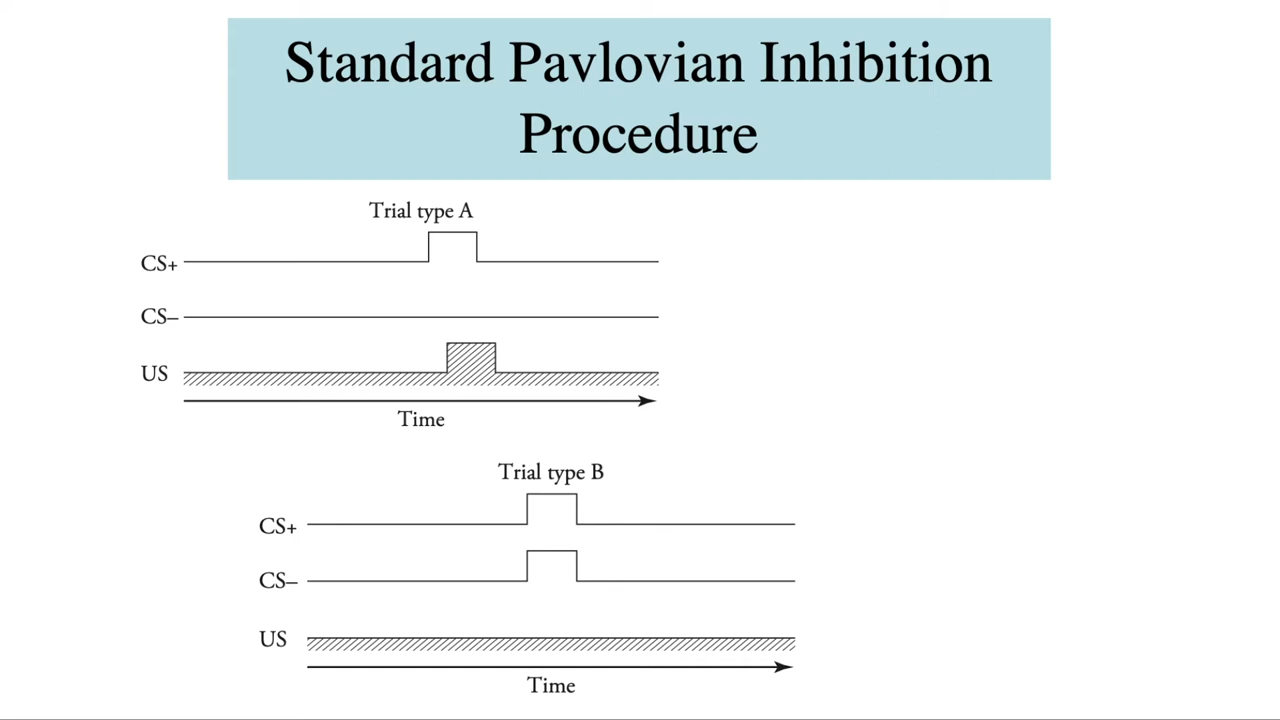 Standard Pavlovian Inhibition
Procedure
Trial type A
CS+
CS–
US
Time
Trial type B
CS+
CS–
US
Time